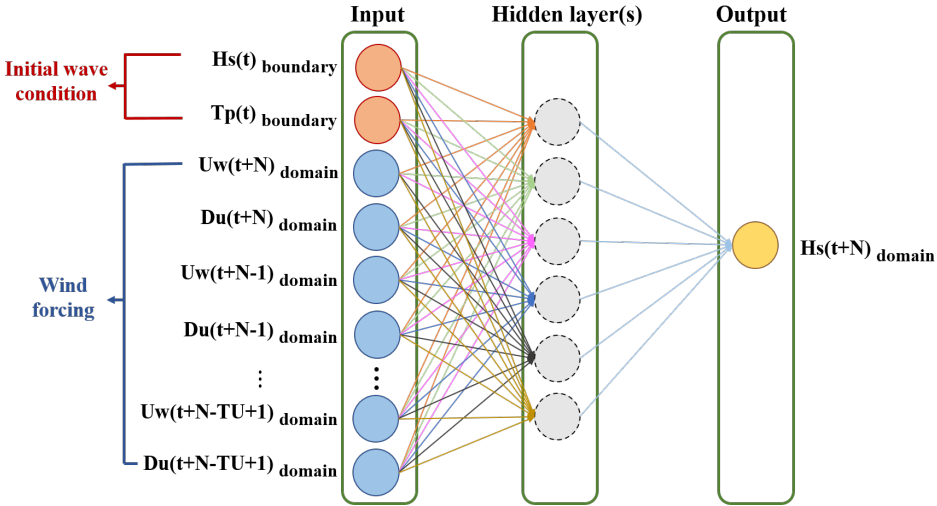 Input
Hidden layer(s)
Output
Initial wave
condition
Hs(t) boundary
Tp(t) boundary
Uw(t+N) domain
Du(t+N) domain
Uw(t+N-1) domain
Du(t+N-1) domain
⋮
⋮
Uw(t+N-TU+1) domain
Du(t+N-TU+1) domain
Wind
forcing
Hs(t+N) domain